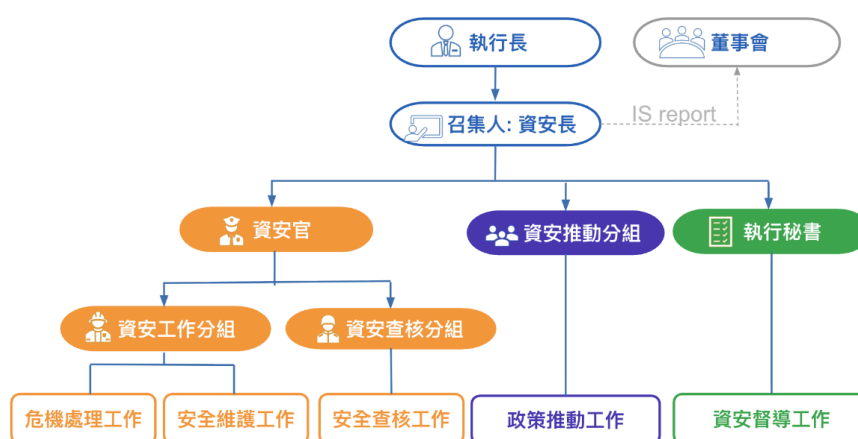 執行長
董事會
IS report
召集人: 資安長
資安官
資安推動分組
執行秘書
資安工作分組
資安查核分組
危機處理工作
安全維護工作
安全查核工作
政策推動工作
資安督導工作